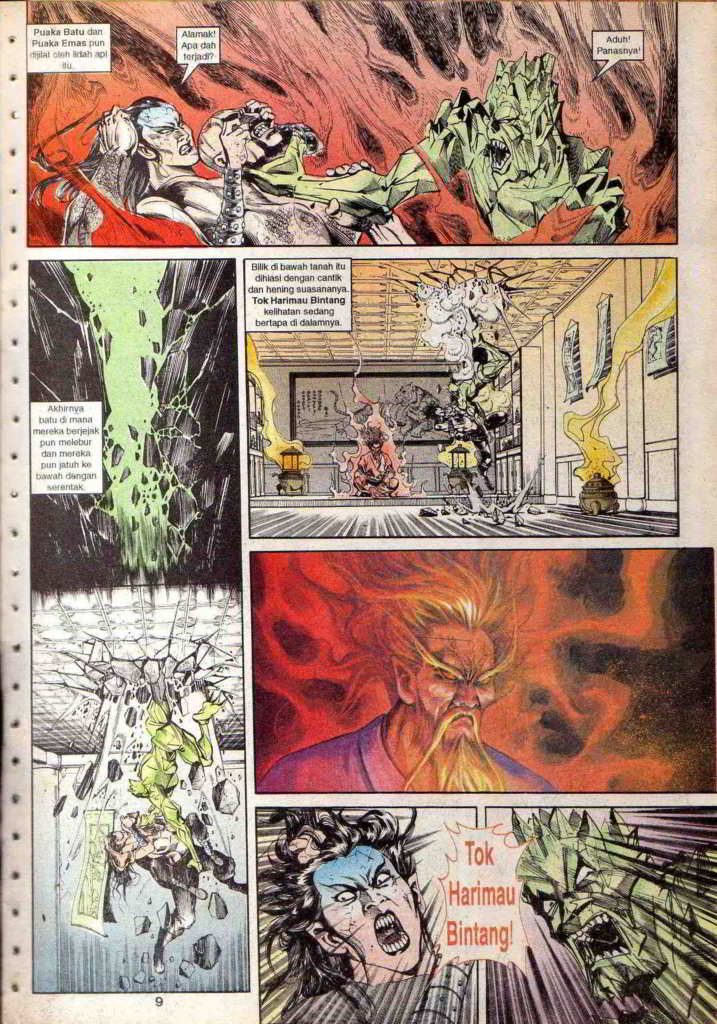 Puaka Batu dan
Puaka Emas pun
dijilat oleh lidah api
itu.
Alamak!
Apa dah
terjadi?
Aduh!
Panasnya!
Akhirnya
batu di mana
mereka berjejak
pun melebur
dan mereka
pun jatuh ke
bawah dengan
serentak.
Bilik di bawah tanah itu
dihiasi dengan cantik
dan hening suasananya.
Tok Harimau Bintang
kelihatan sedang
bertapa di dalamnya.
Tok
Harimau
Bintang!
9